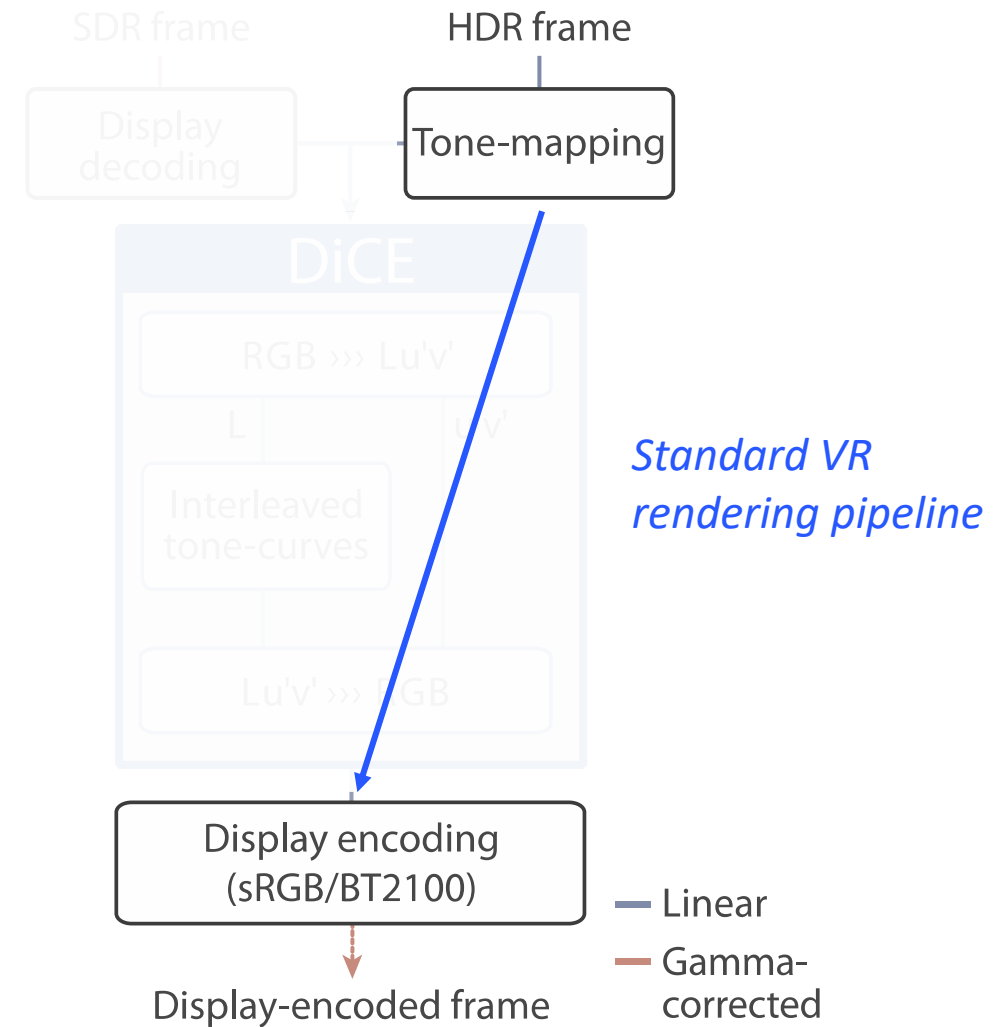 SDR frame
HDR frame
Display
decoding
Tone-mapping
DiCE
RGB ››› Lu'v'
L
u'v'
Interleaved
tone-curves
Standard VR
rendering pipeline
Lu'v' ››› RGB
Display encoding
(sRGB/BT2100)
Linear
Gamma-
corrected
Display-encoded frame